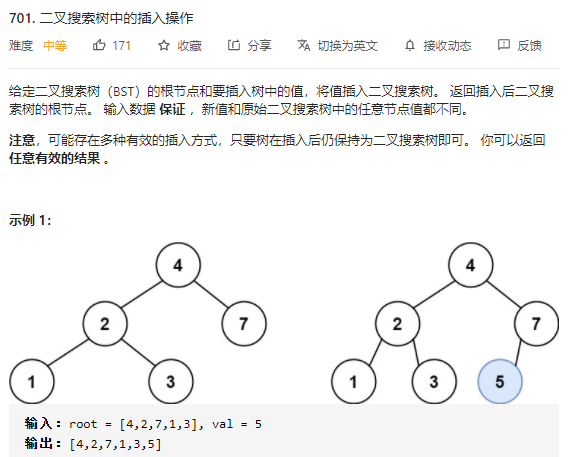 701. 二叉搜索树中的插入操作
难度 中等 171 收藏 分享 切换为英文 接收动态 反馈
给定二叉搜索树（BST）的根节点和要插入树中的值，将值插入二叉搜索树。 返回插入后二叉搜
索树的根节点。 输入数据 保证 ，新值和原始二叉搜索树中的任意节点值都不同。
注意，可能存在多种有效的插入方式，只要树在插入后仍保持为二叉搜索树即可。 你可以返回
任意有效的结果 。
示例 1：
4 4
2 7 2 7
1 3 1 3 5
输入：root = [4,2,7,1,3], val = 5
输出：[4,2,7,1,3,5]